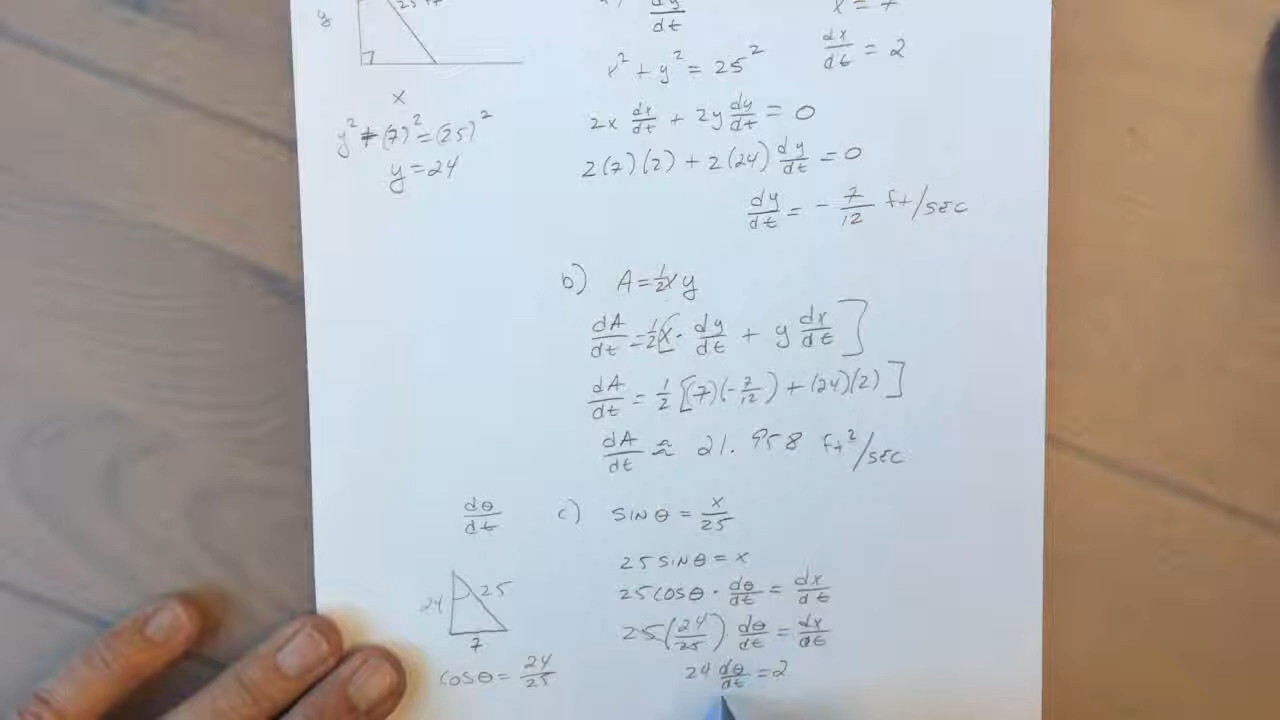 y
25
dy/dt
x
x² + y² = 25²
dx/dt = 2
y² + (7)² = (25)²
y = 24
2x dx/dt + 2y dy/dt = 0
2(7)(2) + 2(24) dy/dt = 0
dy/dt = - 7/12 ft/SEC
b) A = 1/2 x y
dA/dt = 1/2 [x · dy/dt + y dx/dt]
dA/dt = 1/2 [(7)(-7/12) + (24)(2)]
dA/dt ≈ 21.958 ft²/SEC
dθ/dt
c) SIN θ = x/25
25 SIN θ = x
24 25
7
25 COS θ · dθ/dt = dx/dt
25 (24/25) · dθ/dt = dx/dt
COS θ = 24/25
24 dθ/dt = 2